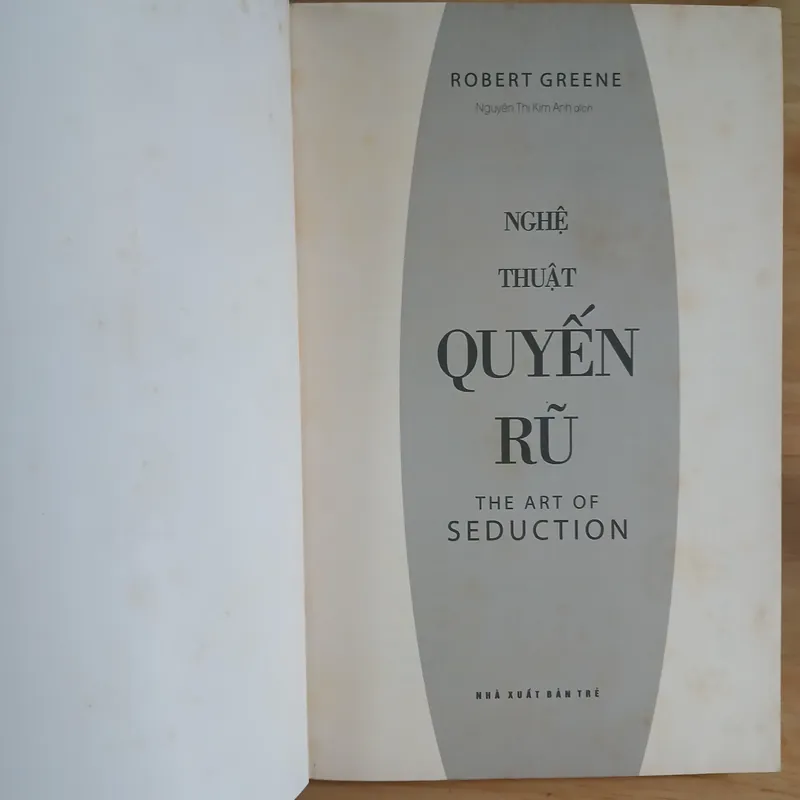 ROBERT GREENE
Nguyễn Thị Kim Anh dịch
NGHỆ
THUẬT
QUYẾN
RŨ
THE ART OF
SEDUCTION
NHÀ XUẤT BẢN TRẺ